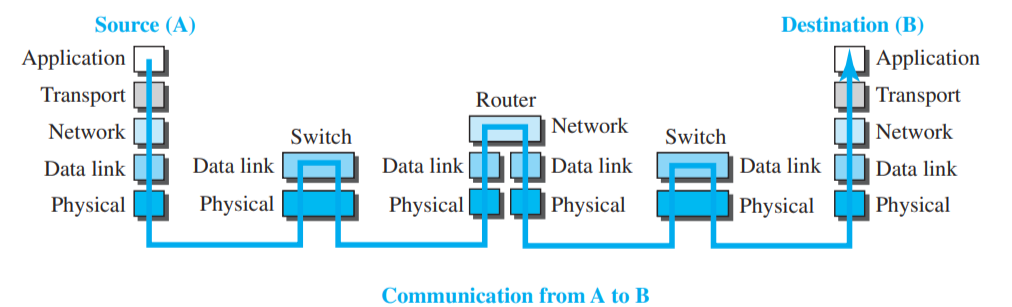 Source (A)
Destination (B)
Application
Application
Transport
Router
Transport
Network
Switch
Network
Switch
Network
Data link
Data link
Data link
Data link
Data link
Data link
Physical
Physical
Physical
Physical
Physical
Physical
Communication from A to B